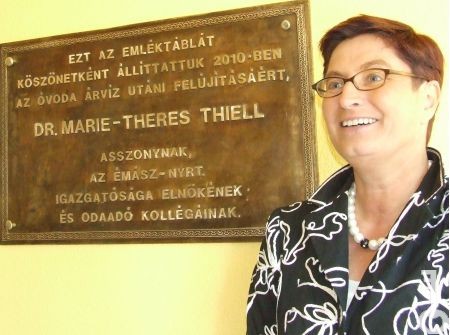 EZT AZ EMLÉKTÁBLÁT
KÖSZÖNETKÉNT ÁLLÍTTATTUK 2010-BEN
AZ ÓVODA ÁRVÍZ UTÁNI FELÚJÍTÁSÁÉRT,
DR. MARIE-THERES THIELL
ASSZONYNAK,
AZ ÉMÁSZ-NYRT.
IGAZGATÓSÁGA ELNÖKÉNEK
ÉS ODAADÓ KOLLÉGÁINAK.